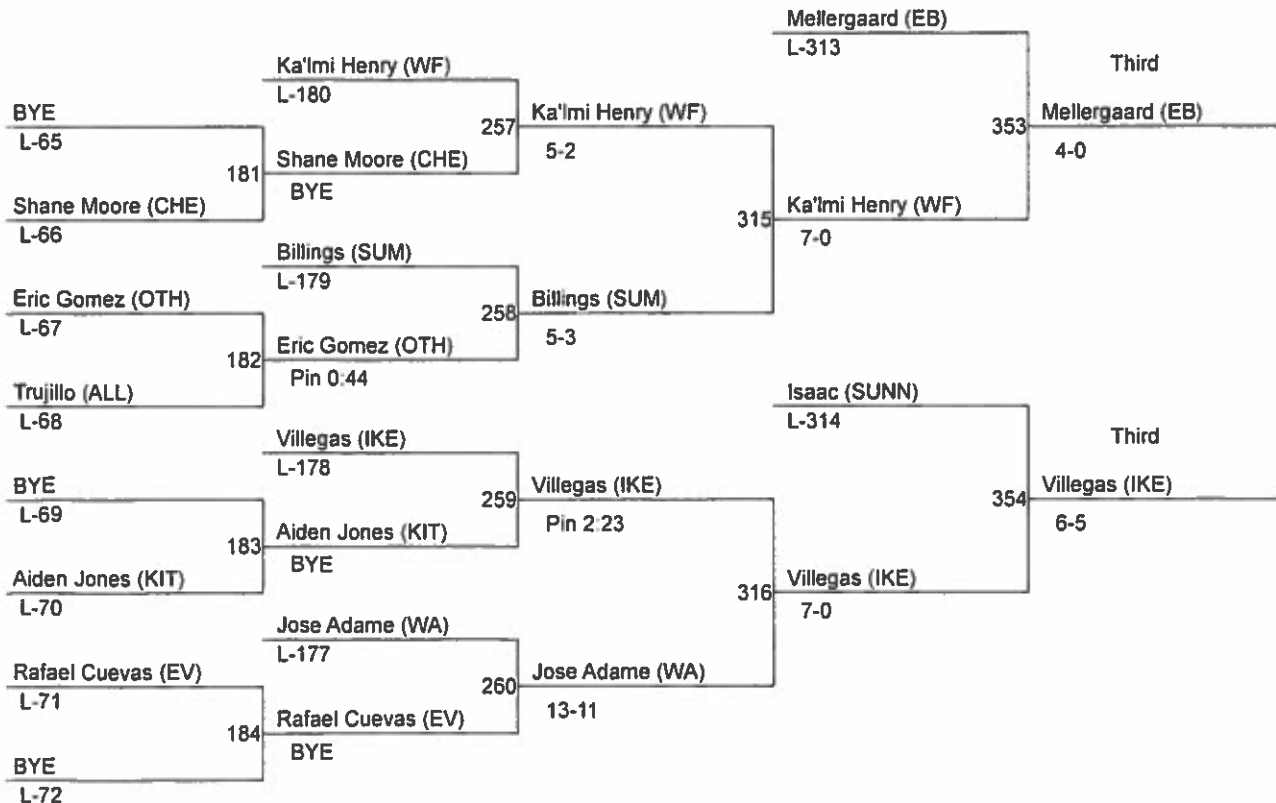 Mellergaard (EB)
L-313
Third
Ka'Imi Henry (WF)
L-180
BYE
L-65
257
Ka'Imi Henry (WF)
5-2
353
Mellergaard (EB)
4-0
181
Shane Moore (CHE)
BYE
Shane Moore (CHE)
L-66
315
Ka'Imi Henry (WF)
7-0
Billings (SUM)
L-179
Eric Gomez (OTH)
L-67
258
Billings (SUM)
5-3
182
Eric Gomez (OTH)
Pin 0:44
Trujillo (ALL)
L-68
Isaac (SUNN)
L-314
Third
Villegas (IKE)
L-178
BYE
L-69
259
Villegas (IKE)
Pin 2:23
354
Villegas (IKE)
6-5
183
Aiden Jones (KIT)
BYE
Aiden Jones (KIT)
L-70
316
Villegas (IKE)
7-0
Jose Adame (WA)
L-177
Rafael Cuevas (EV)
L-71
260
Jose Adame (WA)
13-11
184
Rafael Cuevas (EV)
BYE
BYE
L-72